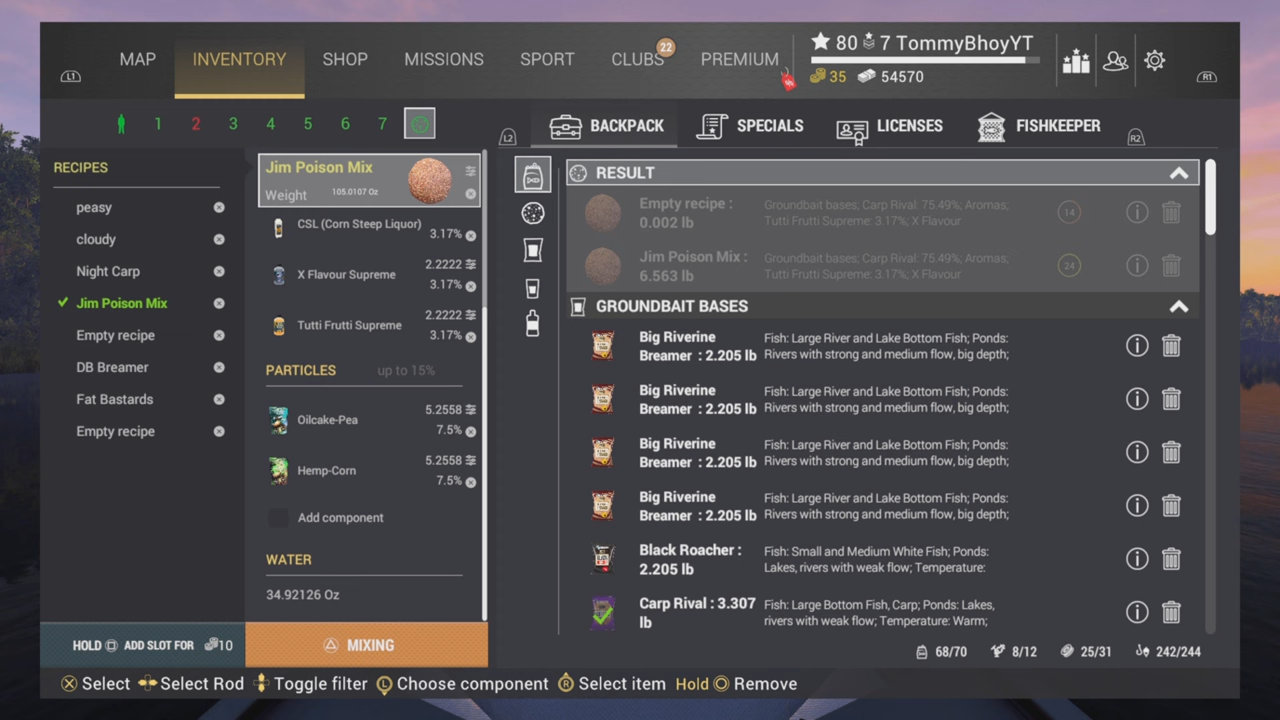 L1
MAP
INVENTORY
SHOP
MISSIONS
SPORT
CLUBS
22
PREMIUM
80 7 TommyBhoyYT
35 54570
R1
1 2 3 4 5 6 7
L2
BACKPACK
SPECIALS
LICENSES
FISHKEEPER
R2
RECIPES
peasy
cloudy
Night Carp
Jim Poison Mix
Empty recipe
DB Breamer
Fat Bastards
Empty recipe
HOLD ADD SLOT FOR 10
Jim Poison Mix
Weight 105.0107 Oz
CSL (Corn Steep Liquor)
3.17%
X Flavour Supreme
2.2222
3.17%
Tutti Frutti Supreme
2.2222
3.17%
PARTICLES up to 15%
Oilcake-Pea
5.2558
7.5%
Hemp-Corn
5.2558
7.5%
Add component
WATER
34.92126 Oz
MIXING
RESULT
Empty recipe :
0.002 lb
Groundbait bases; Carp Rival: 75.49%; Aromas,
Tutti Frutti Supreme: 3.17%; X Flavour
14
Jim Poison Mix :
6.563 lb
Groundbait bases; Carp Rival: 75.49%; Aromas,
Tutti Frutti Supreme: 3.17%; X Flavour
24
GROUNDBAIT BASES
Big Riverine
Breamer : 2.205 lb
Fish: Large River and Lake Bottom Fish; Ponds:
Rivers with strong and medium flow, big depth;
Big Riverine
Breamer : 2.205 lb
Fish: Large River and Lake Bottom Fish; Ponds:
Rivers with strong and medium flow, big depth;
Big Riverine
Breamer : 2.205 lb
Fish: Large River and Lake Bottom Fish; Ponds:
Rivers with strong and medium flow, big depth;
Big Riverine
Breamer : 2.205 lb
Fish: Large River and Lake Bottom Fish; Ponds:
Rivers with strong and medium flow, big depth;
Black Roacher :
2.205 lb
Fish: Small and Medium White Fish; Ponds:
Lakes, rivers with weak flow; Temperature:
Carp Rival : 3.307
lb
Fish: Large Bottom Fish, Carp; Ponds: Lakes,
rivers with weak flow; Temperature: Warm;
68/70 8/12 25/31 242/244
Select Select Rod Toggle filter L Choose component R Select item Hold Remove